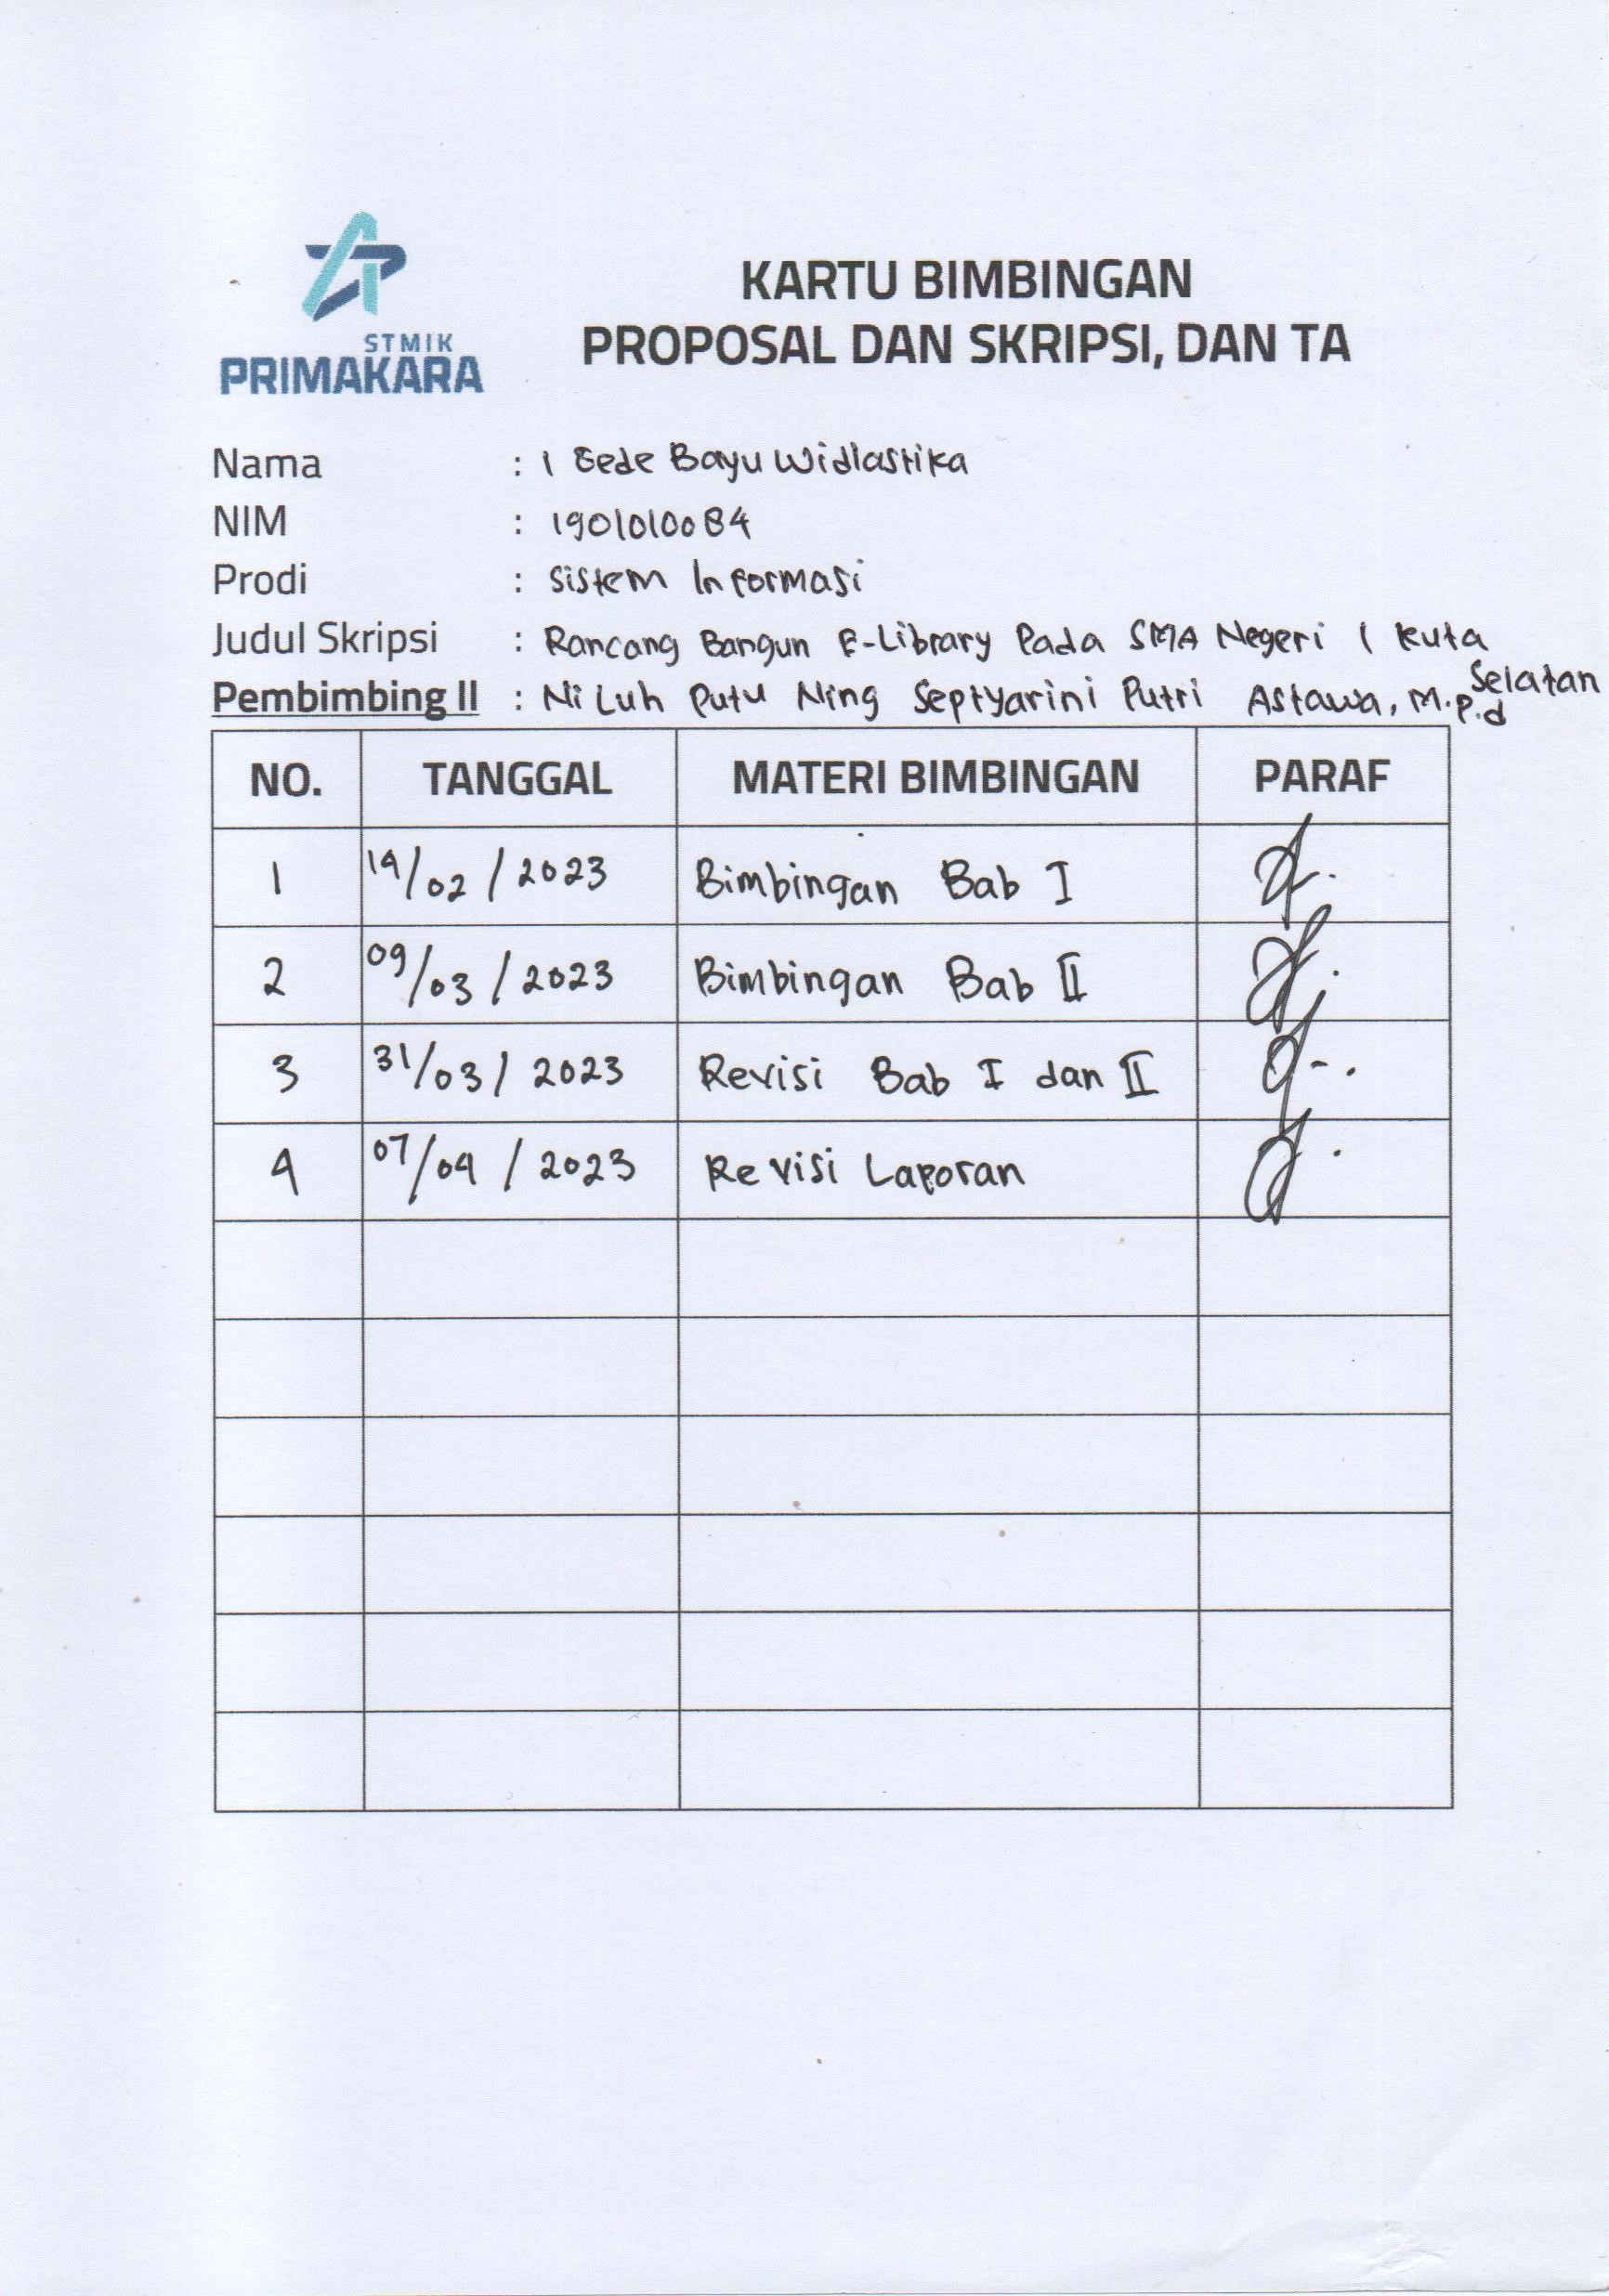 STMIK
PRIMAKARA
KARTU BIMBINGAN
PROPOSAL DAN SKRIPSI, DAN TA
Nama : I Gede Bayu Widiastika
NIM : 1901010084
Prodi : Sistem Informasi
Judul Skripsi : Rancang Bangun E-Library Pada SMA Negeri 1 Kuta Selatan
Pembimbing II : Ni Luh Putu Ning Septyarini Putri Astawa, M.P.d
NO. TANGGAL MATERI BIMBINGAN PARAF
1 14/02/2023 Bimbingan Bab I
2 09/03/2023 Bimbingan Bab II
3 31/03/2023 Revisi Bab I dan II
4 07/04/2023 Revisi Laporan